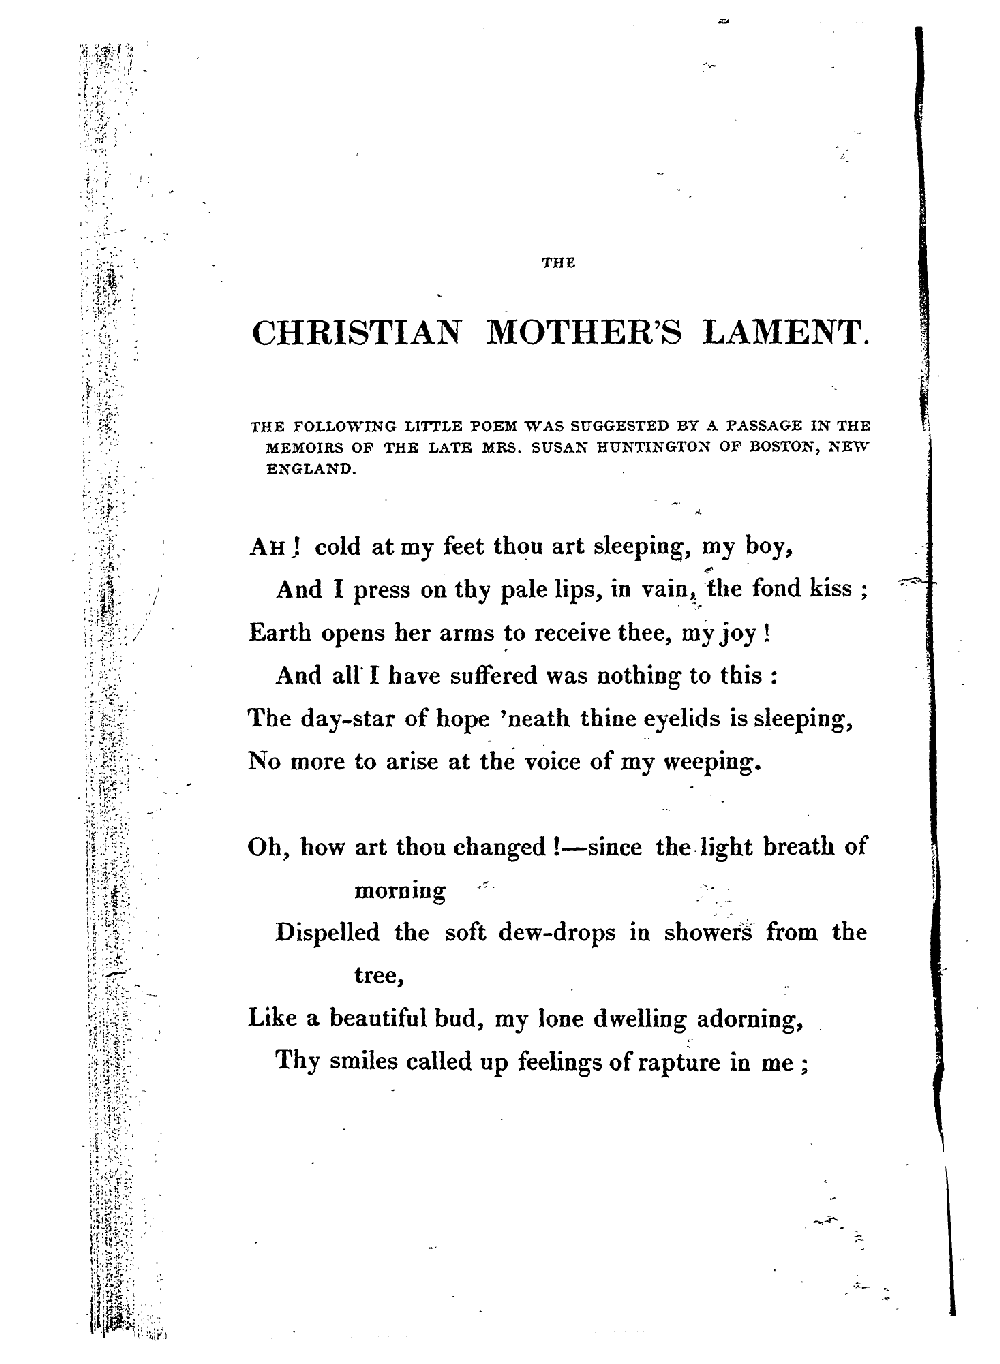 THE
CHRISTIAN MOTHER'S LAMENT.
THE FOLLOWING LITTLE POEM WAS SUGGESTED BY A PASSAGE IN THE
MEMOIRS OF THE LATE MRS. SUSAN HUNTINGTON OF BOSTON, NEW
ENGLAND.
AH! cold at my feet thou art sleeping, my boy,
And I press on thy pale lips, in vain, the fond kiss;
Earth opens her arms to receive thee, my joy!
And all I have suffered was nothing to this:
The day-star of hope 'neath thine eyelids is sleeping,
No more to arise at the voice of my weeping.
Oh, how art thou changed!—since the light breath of
morning
Dispelled the soft dew-drops in showers from the
tree,
Like a beautiful bud, my lone dwelling adorning,
Thy smiles called up feelings of rapture in me;